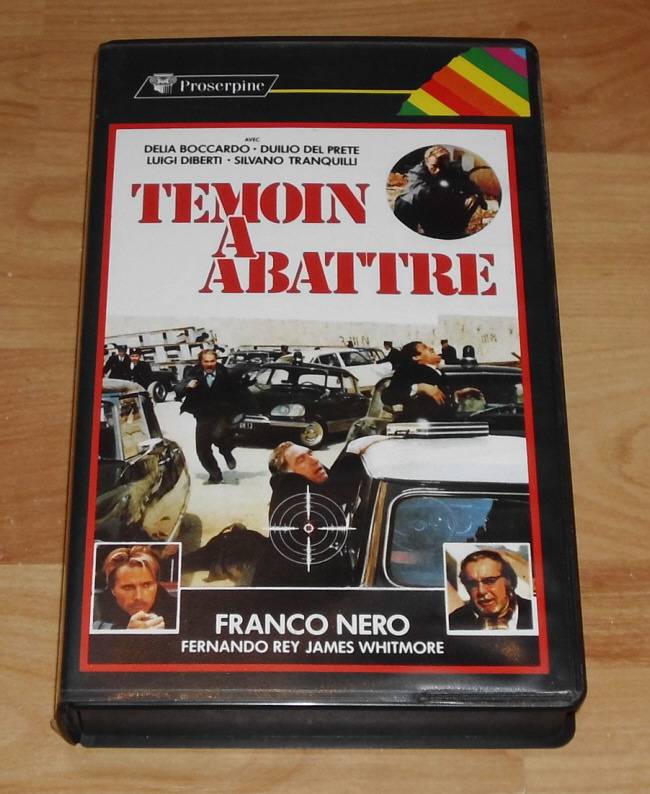 Proserpine
AVEC
DELIA BOCCARDO · DUILIO DEL PRETE
LUIGI DIBERTI · SILVANO TRANQUILLI
TEMOIN
A
ABATTRE
FRANCO NERO
FERNANDO REY JAMES WHITMORE